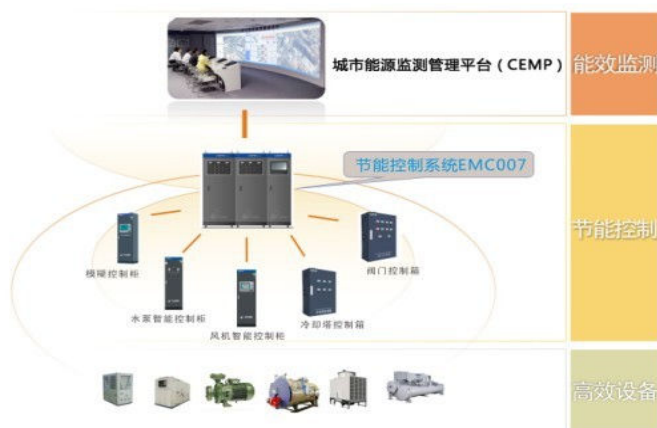 城市能源监测管理平台（CEMP）
能效监测
节能控制系统EMC007
节能控制
模硬控制柜
水泵智能控制柜
风机智能控制柜
冷却塔控制箱
阀门控制箱
高效设备